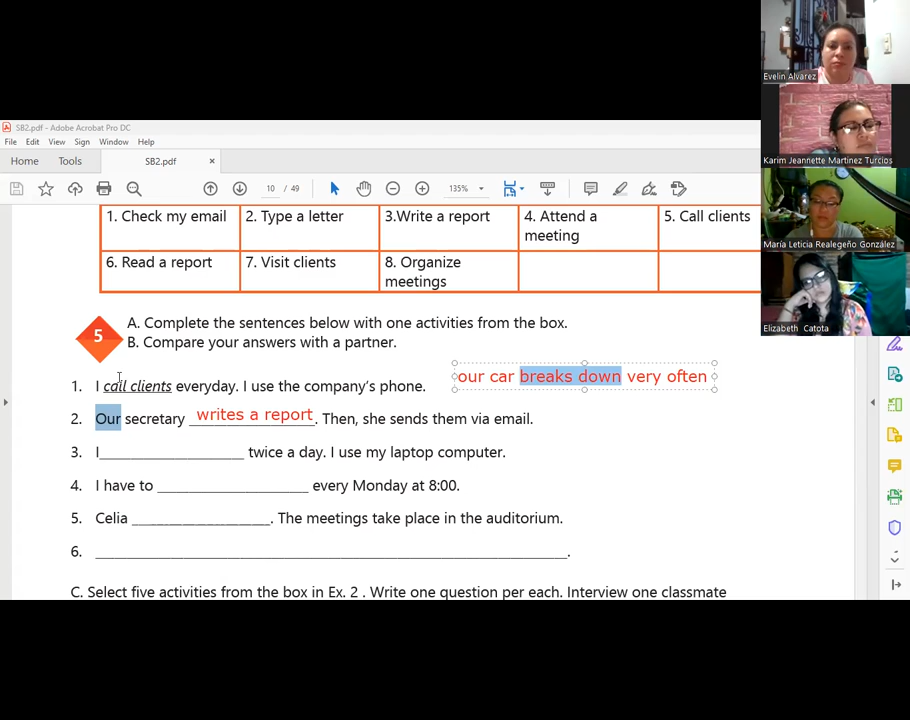 SB2.pdf - Adobe Acrobat Pro DC
File Edit View Sign Window Help
Home Tools SB2.pdf ×
10 / 49 135%
1. Check my email 2. Type a letter 3.Write a report 4. Attend a meeting 5. Call clients
6. Read a report 7. Visit clients 8. Organize meetings
5
A. Complete the sentences below with one activities from the box.
B. Compare your answers with a partner.
our car breaks down very often
1. I call clients everyday. I use the company's phone.
2. Our secretary writes a report. Then, she sends them via email.
3. I____________________ twice a day. I use my laptop computer.
4. I have to _____________________ every Monday at 8:00.
5. Celia ___________________. The meetings take place in the auditorium.
6. ____________________________________________________________________.
C. Select five activities from the box in Ex. 2 . Write one question per each. Interview one classmate
Evelin Alvarez
Karim Jeannette Martinez Turcios
María Leticia Realegeño González
Elizabeth Catota